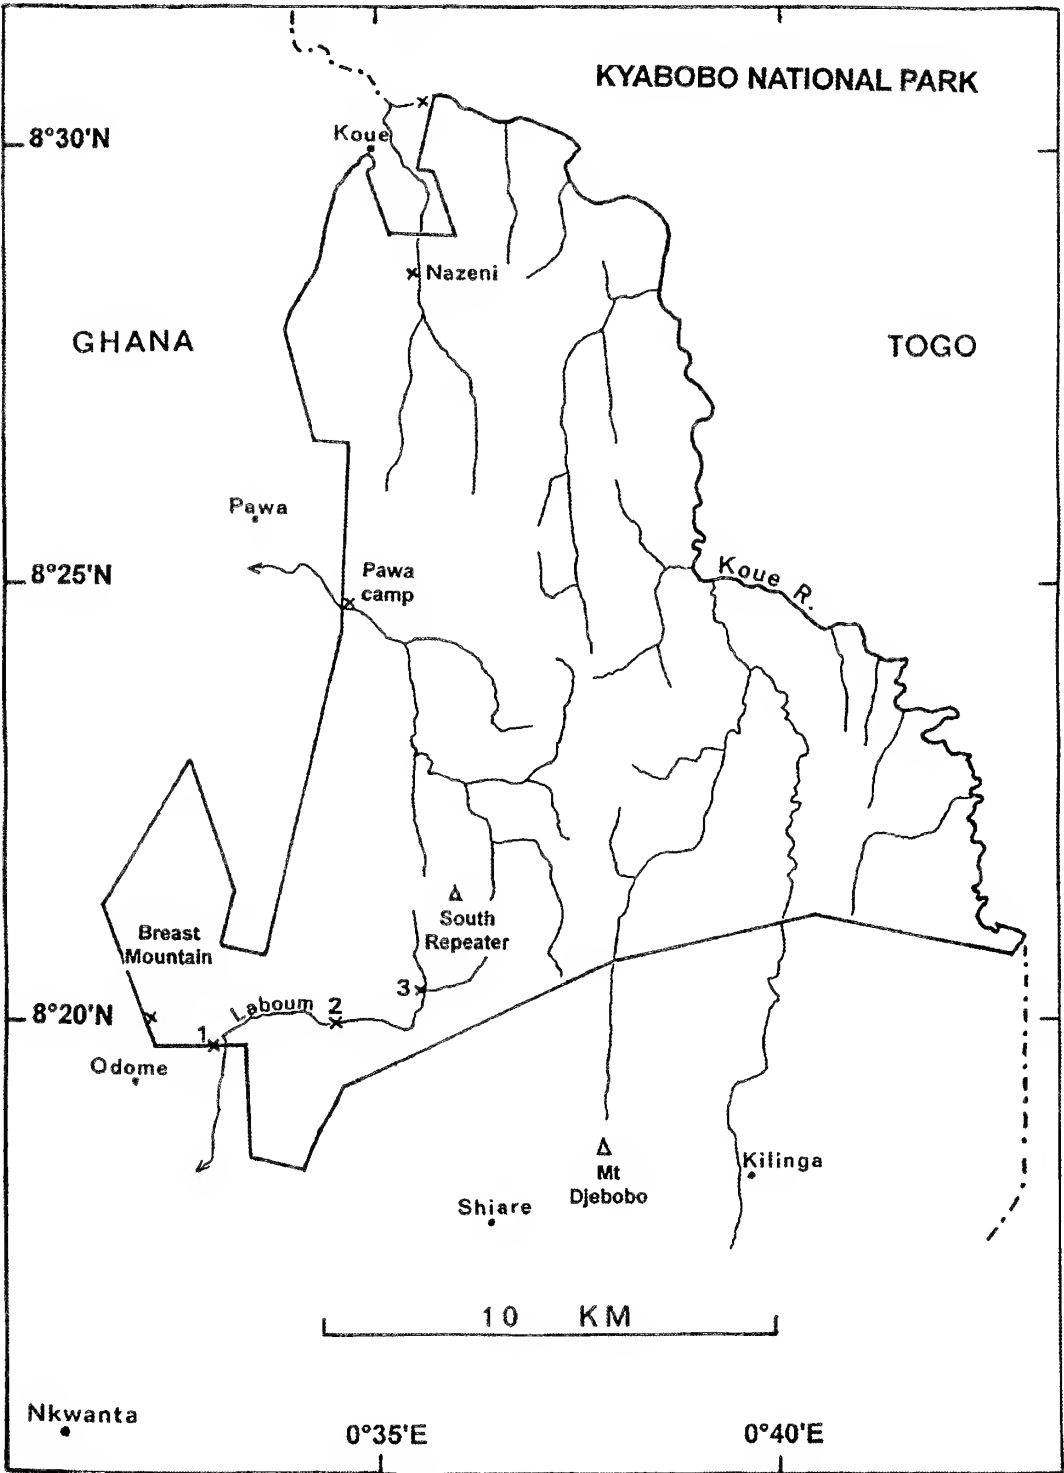 KYABOBO NATIONAL PARK
8°30'N
Koue
Nazeni
GHANA
TOGO
Pawa
8°25'N
Pawa
camp
Koue R.
South
Repeater
Breast
Mountain
3
Laboum
2
8°20'N
1
Odome
Mt
Djebobo
Kilinga
Shiare
10 KM
Nkwanta
0°35'E
0°40'E